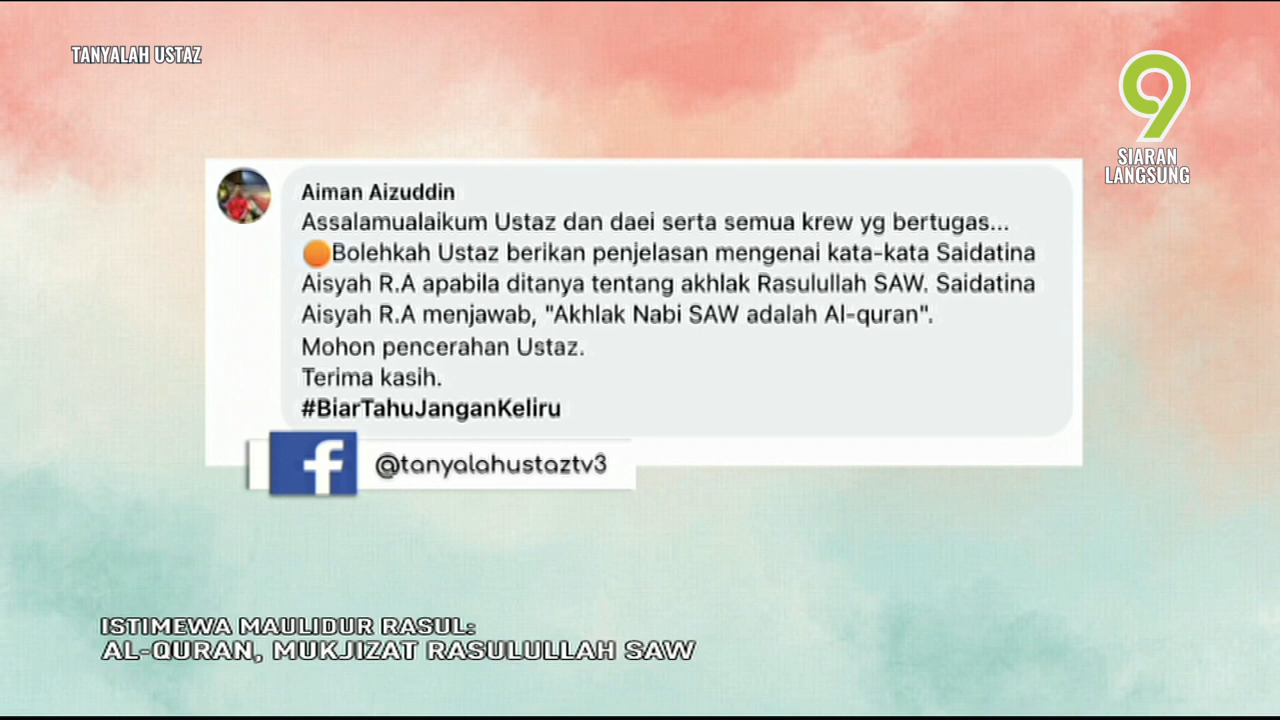 TANYALAH USTAZ
9
SIARAN
LANGSUNG
Aiman Aizuddin
Assalamualaikum Ustaz dan daei serta semua krew yg bertugas...
🟠Bolehkah Ustaz berikan penjelasan mengenai kata-kata Saidatina
Aisyah R.A apabila ditanya tentang akhlak Rasulullah SAW. Saidatina
Aisyah R.A menjawab, "Akhlak Nabi SAW adalah Al-quran".
Mohon pencerahan Ustaz.
Terima kasih.
#BiarTahuJanganKeliru
f @tanyalahustaztv3
ISTIMEWA MAULIDUR RASUL:
AL-QURAN, MUKJIZAT RASULULLAH SAW